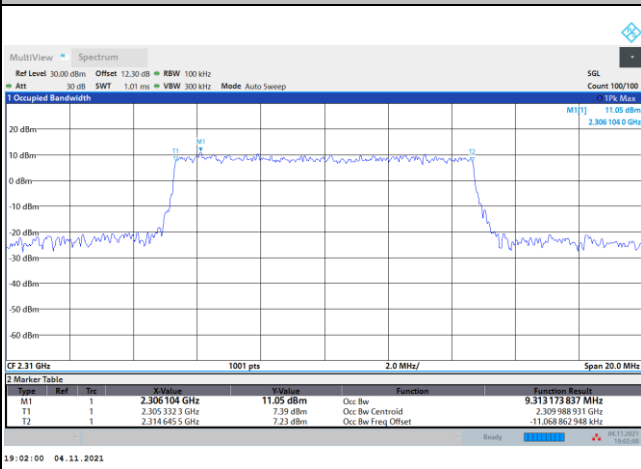 MultiView Spectrum
Ref Level 30.00 dBm Offset 12.30 dB RBW 100 kHz SGL
Att 30 dB SWT 1.01 ms VBW 300 kHz Mode Auto Sweep Count 100/100
1 Occupied Bandwidth 1Pk Max
M1[1] 11.05 dBm
2.306 104 0 GHz
20 dBm
M1
T1 T2
10 dBm
0 dBm
-10 dBm
-20 dBm
-30 dBm
-40 dBm
-50 dBm
-60 dBm
CF 2.31 GHz 1001 pts 2.0 MHz/ Span 20.0 MHz
2 Marker Table
Type Ref Trc X-Value Y-Value Function Function Result
M1 1 2.306 104 GHz 11.05 dBm Occ Bw 9.313 173 837 MHz
T1 1 2.305 332 3 GHz 7.39 dBm Occ Bw Centroid 2.309 988 931 GHz
T2 1 2.314 645 5 GHz 7.23 dBm Occ Bw Freq Offset -11.068 862 948 kHz
Ready 04.11.2021
19:02:00
19:02:00 04.11.2021